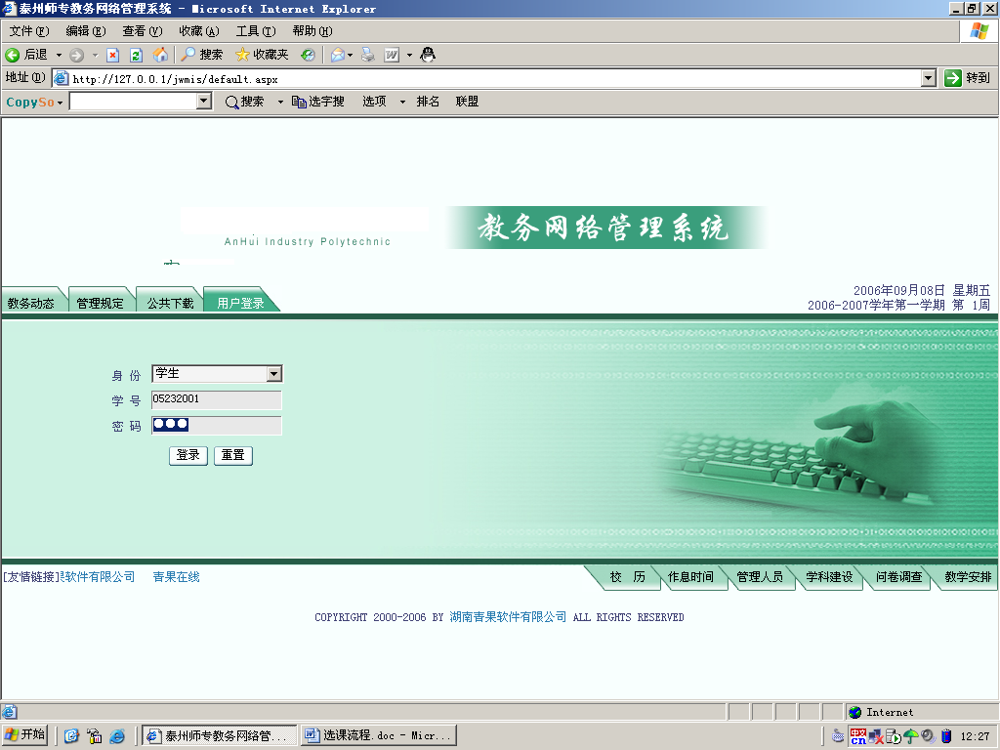 泰州师专教务网络管理系统 - Microsoft Internet Explorer
文件(F) 编辑(E) 查看(V) 收藏(A) 工具(T) 帮助(H)
后退 搜索 收藏夹
地址(D) http://127.0.0.1/jwmis/default.aspx 转到
CopySo 搜索 选字搜 选项 排名 联盟
教务网络管理系统
AnHui Industry Polytechnic
2006年09月08日 星期五
教务动态 管理规定 公共下载 用户登录
2006-2007学年第一学期 第 1周
身 份 学生
学 号 05232001
密 码 ●●●
登录 重置
[友情链接] 软件有限公司 青果在线
校 历 作息时间 管理人员 学科建设 问卷调查 教学安排
COPYRIGHT 2000-2006 BY 湖南青果软件有限公司 ALL RIGHTS RESERVED
Internet
开始 泰州师专教务网络管... 选课流程.doc - Micr... 12:27